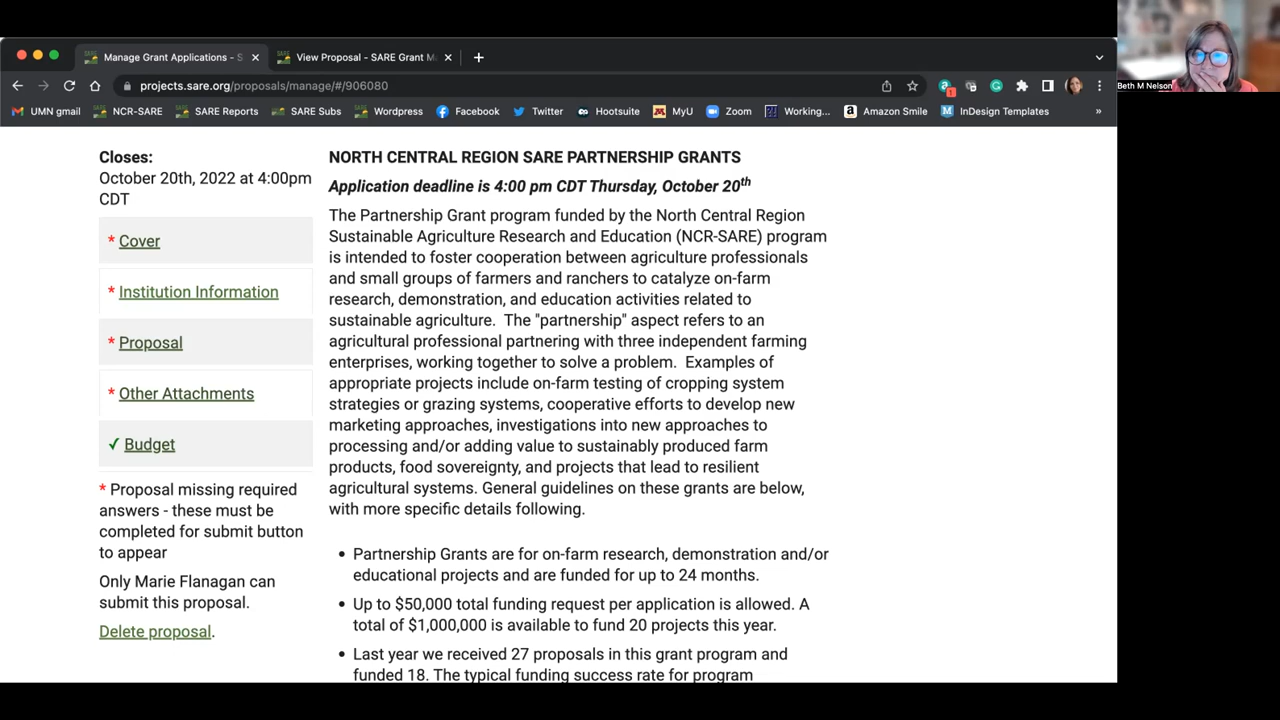 Manage Grant Applications - S
View Proposal - SARE Grant M
projects.sare.org/proposals/manage/#/906080
UMN gmail
NCR-SARE
SARE Reports
SARE Subs
Wordpress
Facebook
Twitter
Hootsuite
MyU
Zoom
Working...
Amazon Smile
InDesign Templates
»
Beth M Nelson
Closes:
October 20th, 2022 at 4:00pm
CDT
* Cover
* Institution Information
* Proposal
* Other Attachments
✓ Budget
* Proposal missing required
answers - these must be
completed for submit button
to appear
Only Marie Flanagan can
submit this proposal.
Delete proposal.
NORTH CENTRAL REGION SARE PARTNERSHIP GRANTS
Application deadline is 4:00 pm CDT Thursday, October 20th
The Partnership Grant program funded by the North Central Region
Sustainable Agriculture Research and Education (NCR-SARE) program
is intended to foster cooperation between agriculture professionals
and small groups of farmers and ranchers to catalyze on-farm
research, demonstration, and education activities related to
sustainable agriculture. The "partnership" aspect refers to an
agricultural professional partnering with three independent farming
enterprises, working together to solve a problem. Examples of
appropriate projects include on-farm testing of cropping system
strategies or grazing systems, cooperative efforts to develop new
marketing approaches, investigations into new approaches to
processing and/or adding value to sustainably produced farm
products, food sovereignty, and projects that lead to resilient
agricultural systems. General guidelines on these grants are below,
with more specific details following.
• Partnership Grants are for on-farm research, demonstration and/or
educational projects and are funded for up to 24 months.
• Up to $50,000 total funding request per application is allowed. A
total of $1,000,000 is available to fund 20 projects this year.
• Last year we received 27 proposals in this grant program and
funded 18. The typical funding success rate for program